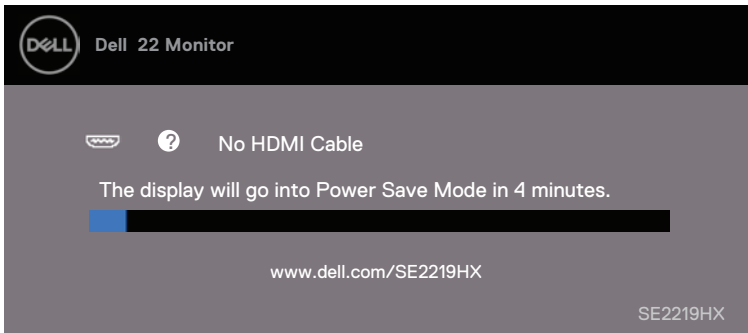 DELL
Dell 22 Monitor
? No HDMI Cable
The display will go into Power Save Mode in 4 minutes.
www.dell.com/SE2219HX
SE2219HX